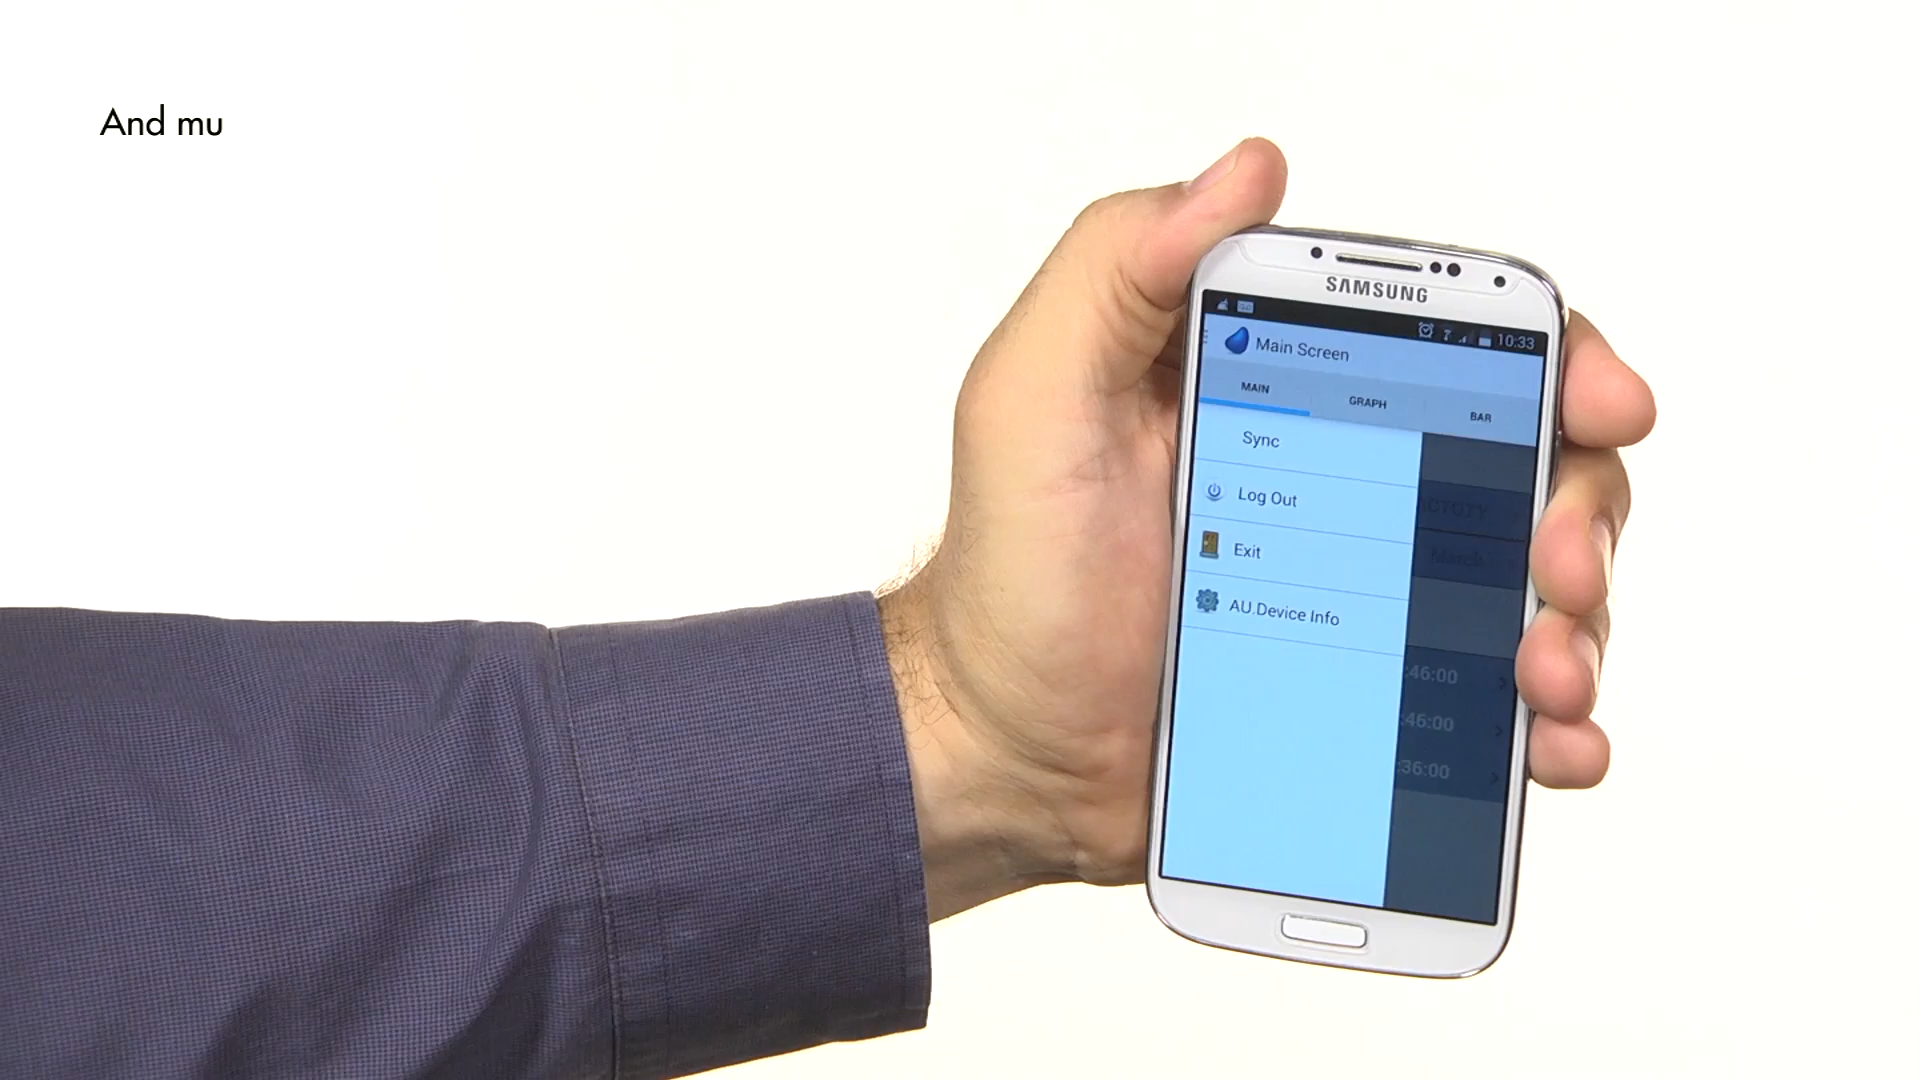 And mu
SAMSUNG
10:33
Main Screen
MAIN
GRAPH
BAR
Sync
Log Out
Exit
AU.Device Info
March
:46:00
:46:00
:36:00